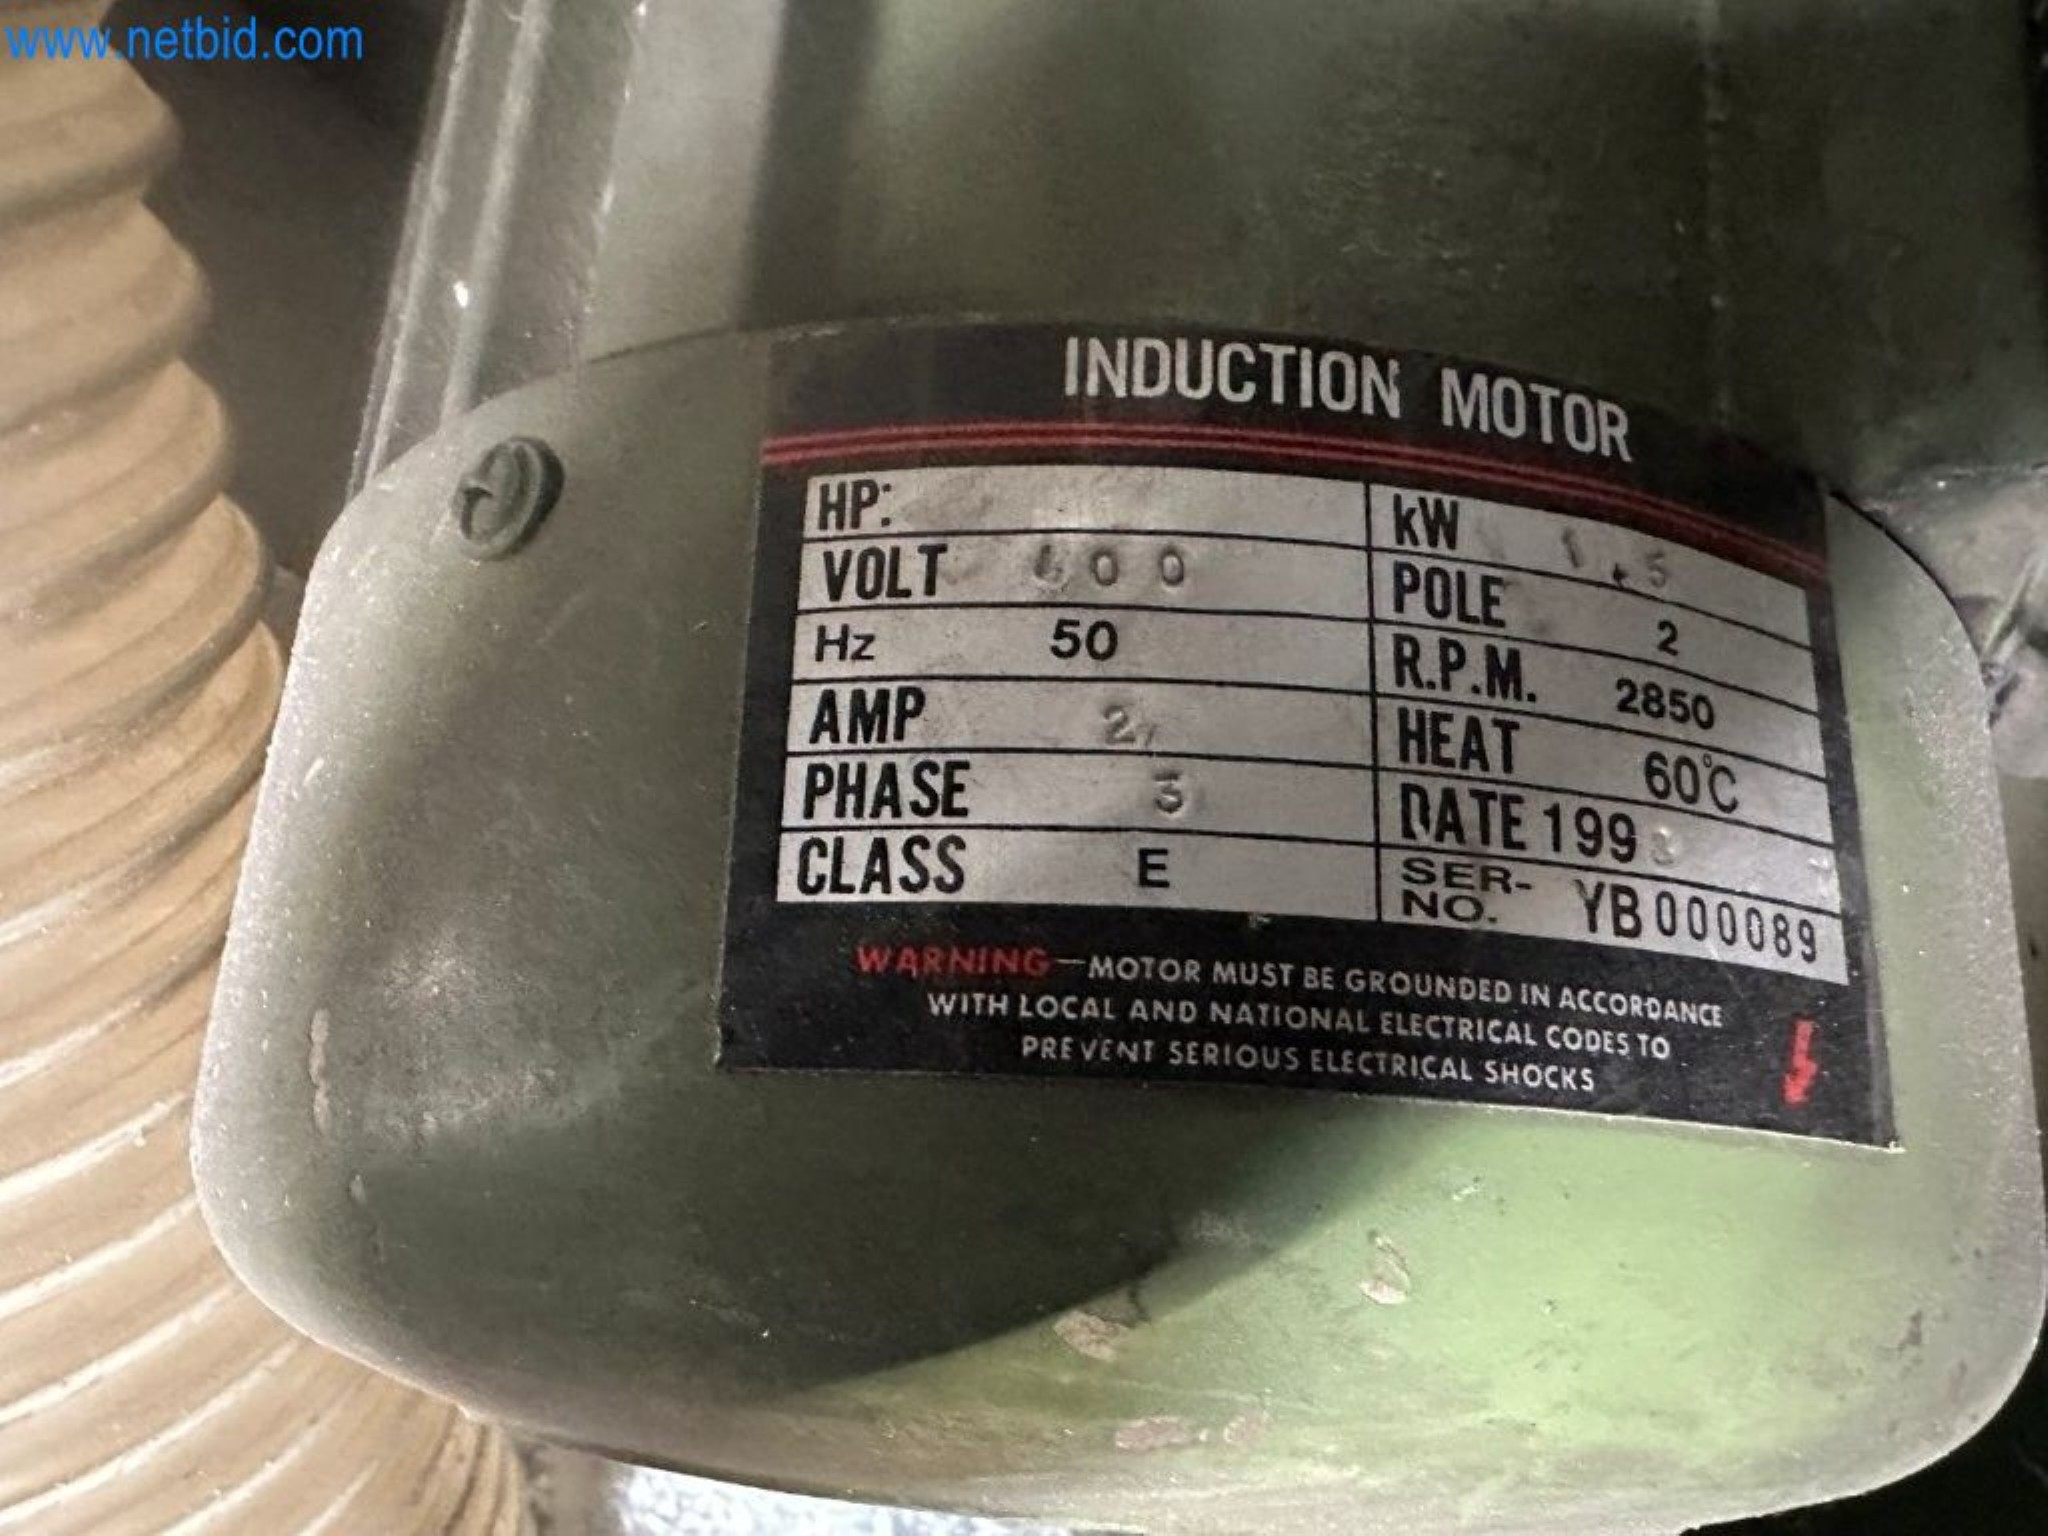 www.netbid.com
INDUCTION MOTOR
HP:
kW 1.5
VOLT 400
POLE 2
Hz 50
R.P.M. 2850
AMP
HEAT 60°C
PHASE 3
DATE 199
CLASS E
SER-
NO. YB000089
WARNING—MOTOR MUST BE GROUNDED IN ACCORDANCE
WITH LOCAL AND NATIONAL ELECTRICAL CODES TO
PREVENT SERIOUS ELECTRICAL SHOCKS